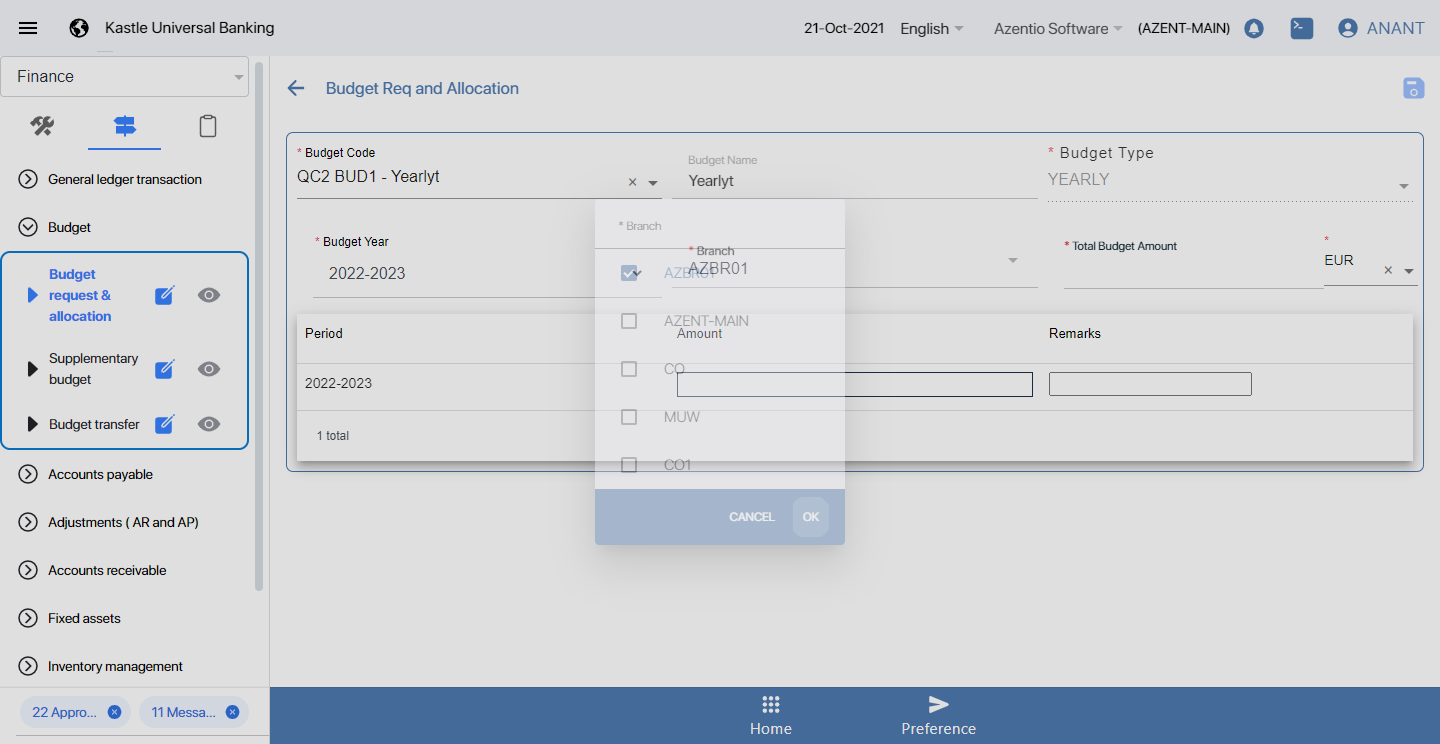 Kastle Universal Banking
21-Oct-2021 English Azentio Software (AZENT-MAIN) ANANT
Finance
General ledger transaction
Budget
Budget
request &
allocation
Supplementary
budget
Budget transfer
Accounts payable
Adjustments ( AR and AP)
Accounts receivable
Fixed assets
Inventory management
22 Appro...
11 Messa...
Budget Req and Allocation
* Budget Code
QC2 BUD1 - Yearlyt
Budget Name
Yearlyt
* Budget Type
YEARLY
* Budget Year
2022-2023
* Branch
AZBR01
* Total Budget Amount
*
EUR
Period
Amount
Remarks
2022-2023
1 total
* Branch
AZBR01
AZENT-MAIN
CO
MUW
CO1
CANCEL
OK
Home
Preference